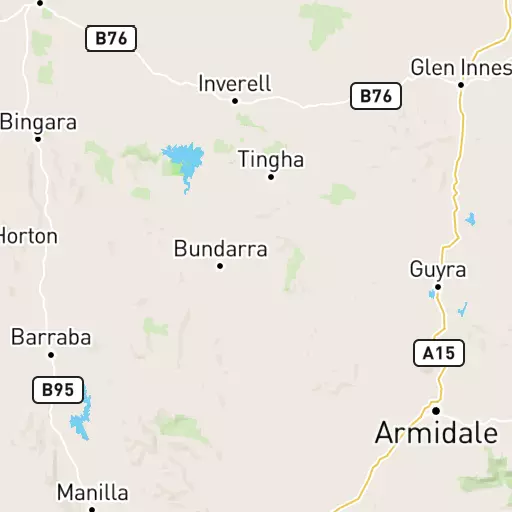 B76
Glen Innes
Inverell
B76
Bingara
Tingha
Horton
Bundarra
Guyra
Barraba
A15
B95
Armidale
Manilla